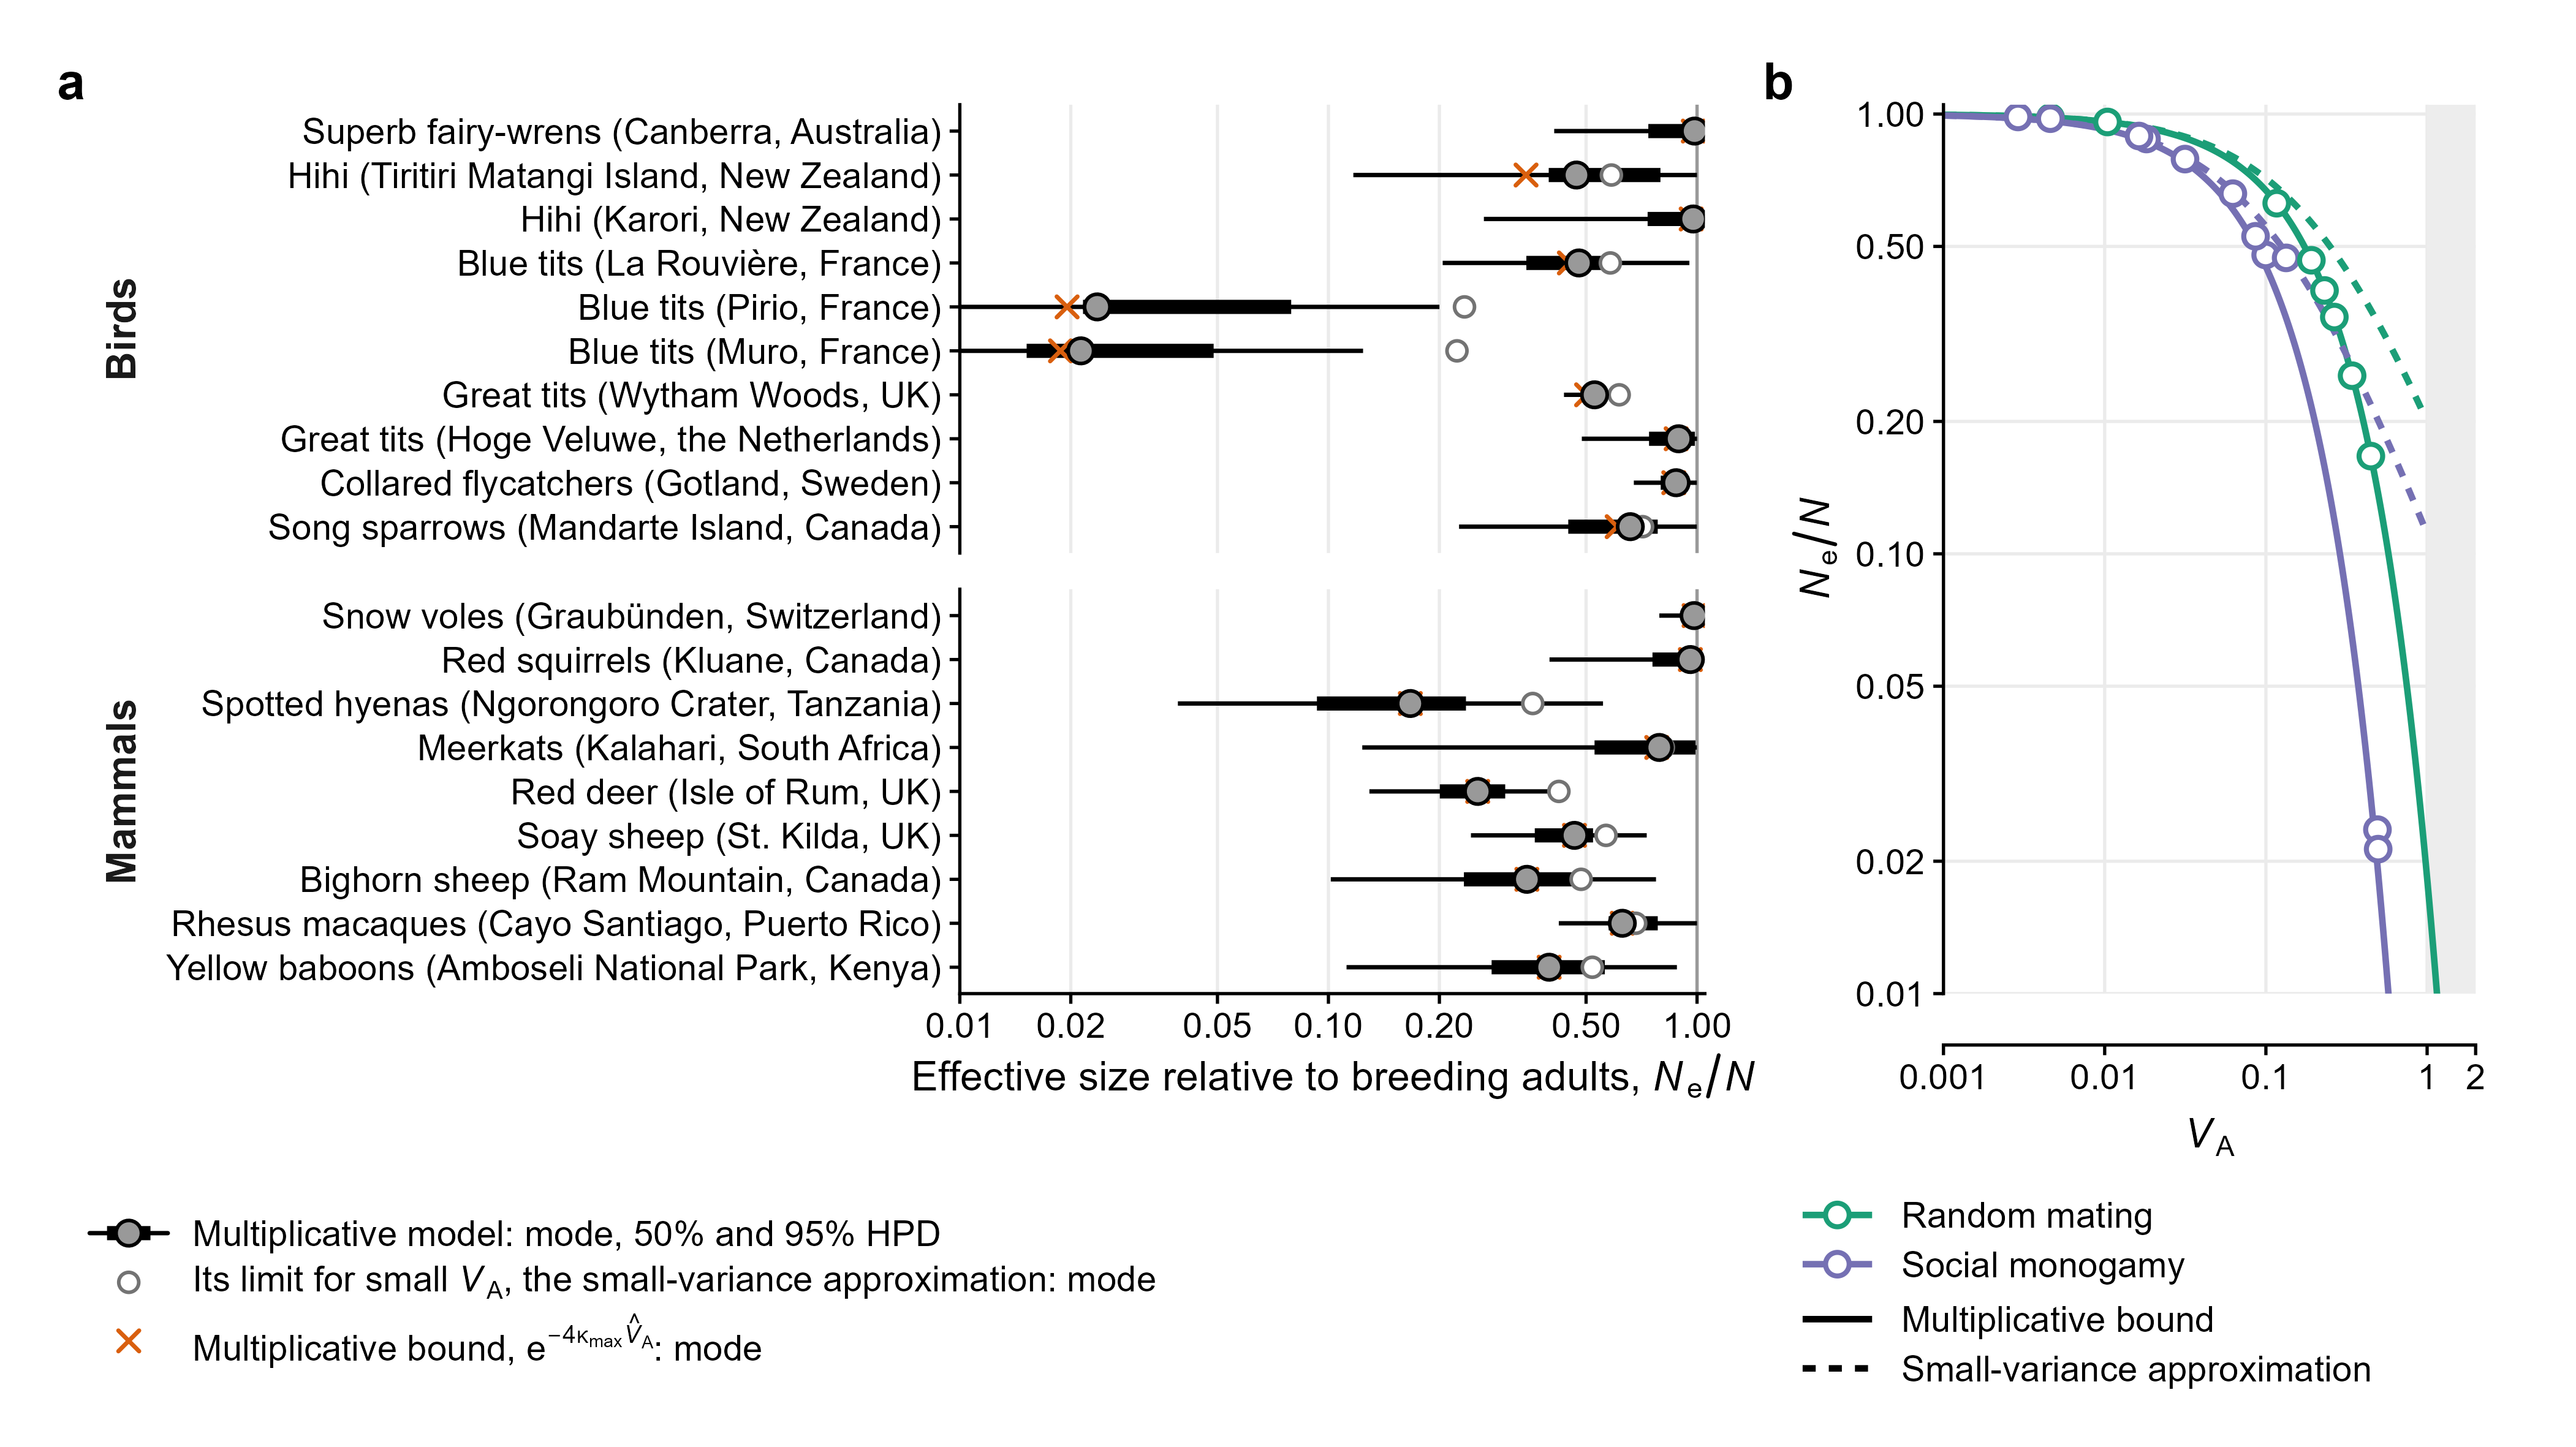 a
Birds
Superb fairy-wrens (Canberra, Australia)
Hihi (Tiritiri Matangi Island, New Zealand)
Hihi (Karori, New Zealand)
Blue tits (La Rouvière, France)
Blue tits (Pirio, France)
Blue tits (Muro, France)
Great tits (Wytham Woods, UK)
Great tits (Hoge Veluwe, the Netherlands)
Collared flycatchers (Gotland, Sweden)
Song sparrows (Mandarte Island, Canada)
Mammals
Snow voles (Graubünden, Switzerland)
Red squirrels (Kluane, Canada)
Spotted hyenas (Ngorongoro Crater, Tanzania)
Meerkats (Kalahari, South Africa)
Red deer (Isle of Rum, UK)
Soay sheep (St. Kilda, UK)
Bighorn sheep (Ram Mountain, Canada)
Rhesus macaques (Cayo Santiago, Puerto Rico)
Yellow baboons (Amboseli National Park, Kenya)
0.01 0.02 0.05 0.10 0.20 0.50 1.00
Effective size relative to breeding adults, Ne/N
Multiplicative model: mode, 50% and 95% HPD
Its limit for small VA, the small-variance approximation: mode
Multiplicative bound, e−4κmaxV̂A: mode
b
Ne/N
1.00
0.50
0.20
0.10
0.05
0.02
0.01
0.001 0.01 0.1 1 2
VA
Random mating
Social monogamy
Multiplicative bound
Small-variance approximation